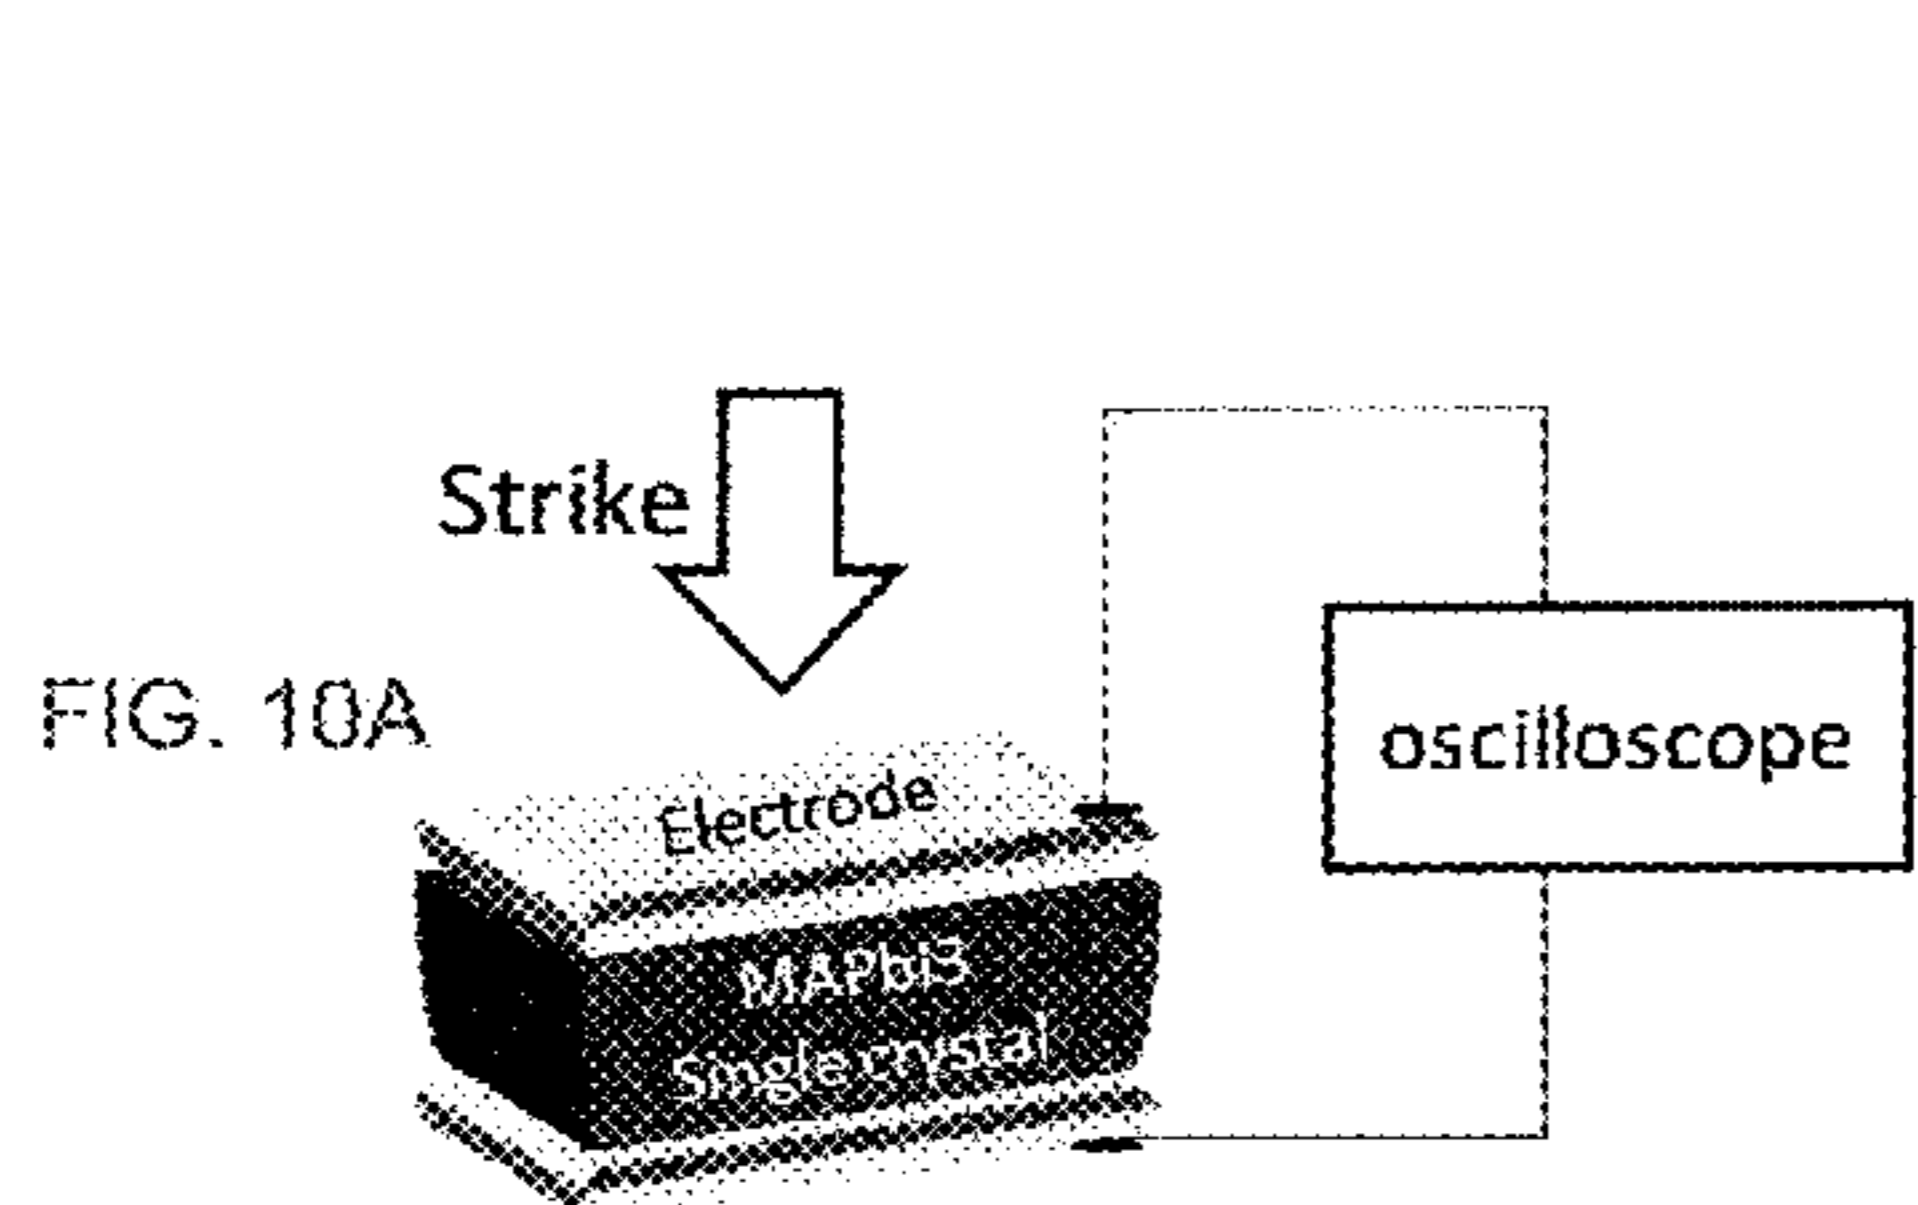 Strike
FIG. 10A
oscilloscope
Electrode
MAPbi3
Single crystal